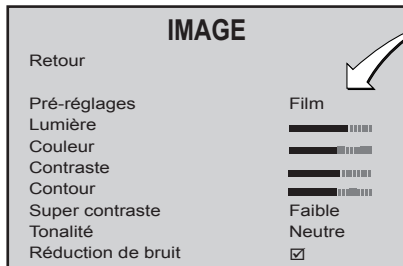 IMAGE
Retour
Pré-réglages Film
Lumière
Couleur
Contraste
Contour
Super contraste Faible
Tonalité Neutre
Réduction de bruit ☑